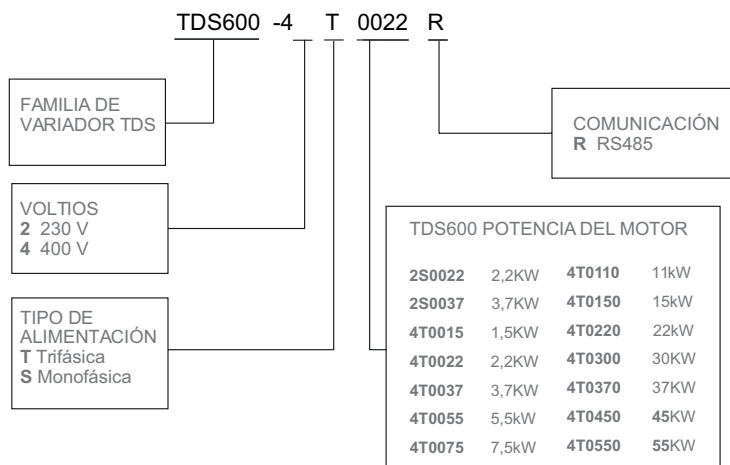 TDS600 -4 T 0022 R
FAMILIA DE
VARIADOR TDS
VOLTIOS
2 230 V
4 400 V
TIPO DE
ALIMENTACIÓN
T Trifásica
S Monofásica
COMUNICACIÓN
R RS485
TDS600 POTENCIA DEL MOTOR
2S0022 2,2KW 4T0110 11kW
2S0037 3,7KW 4T0150 15kW
4T0015 1,5KW 4T0220 22kW
4T0022 2,2KW 4T0300 30KW
4T0037 3,7KW 4T0370 37KW
4T0055 5,5kW 4T0450 45KW
4T0075 7,5kW 4T0550 55KW